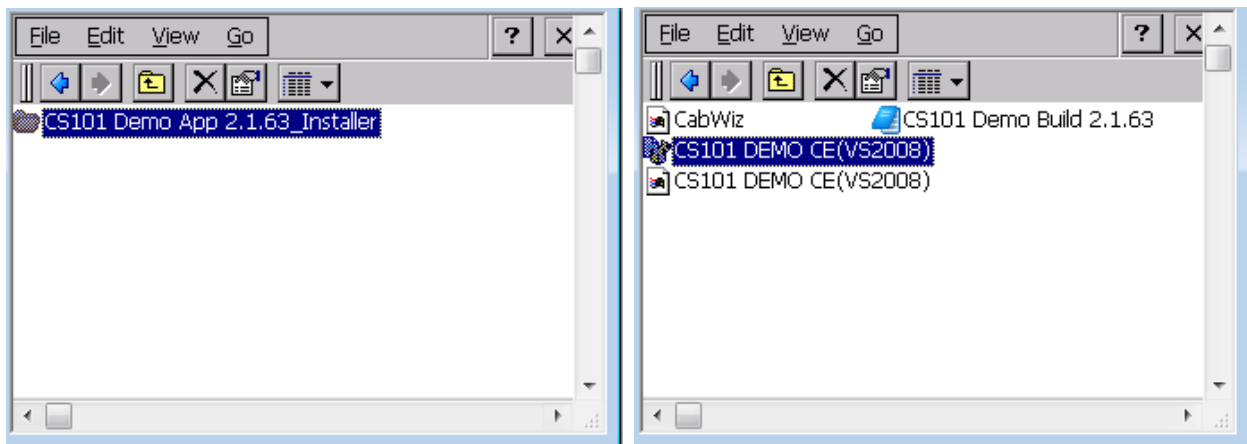 File Edit View Go ? ×
CS101 Demo App 2.1.63_Installer
File Edit View Go ? ×
CabWiz CS101 Demo Build 2.1.63
CS101 DEMO CE(VS2008)
CS101 DEMO CE(VS2008)